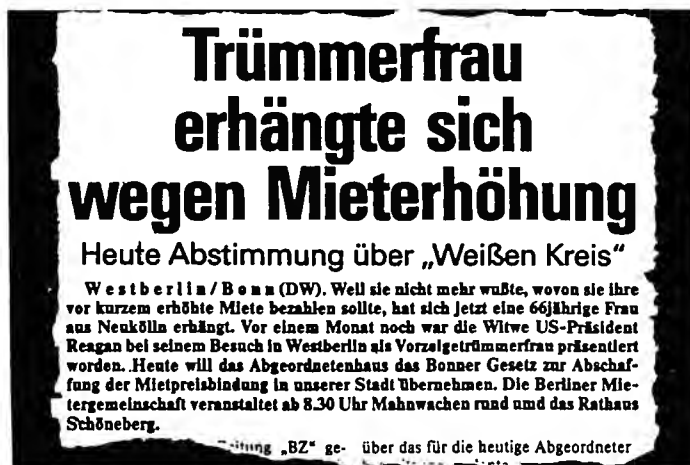 Trümmerfrau
erhängte sich
wegen Mieterhöhung
Heute Abstimmung über „Weißen Kreis“
Westberlin/Bonn (DW). Weil sie nicht mehr wußte, wovon sie ihre
vor kurzem erhöhte Miete bezahlen sollte, hat sich jetzt eine 66jährige Frau
aus Neukölln erhängt. Vor einem Monat noch war die Witwe US-Präsident
Reagan bei seinem Besuch in Westberlin als Vorzeigetrümmerfrau präsentiert
worden. Heute will das Abgeordnetenhaus das Bonner Gesetz zur Abschaf-
fung der Mietpreisbindung in unserer Stadt übernehmen. Die Berliner Mie-
tergemeinschaft veranstaltet ab 8.30 Uhr Mahnwachen rund umd das Rathaus
Schöneberg.
„BZ“ ge- über das für die heutige Abgeordneter